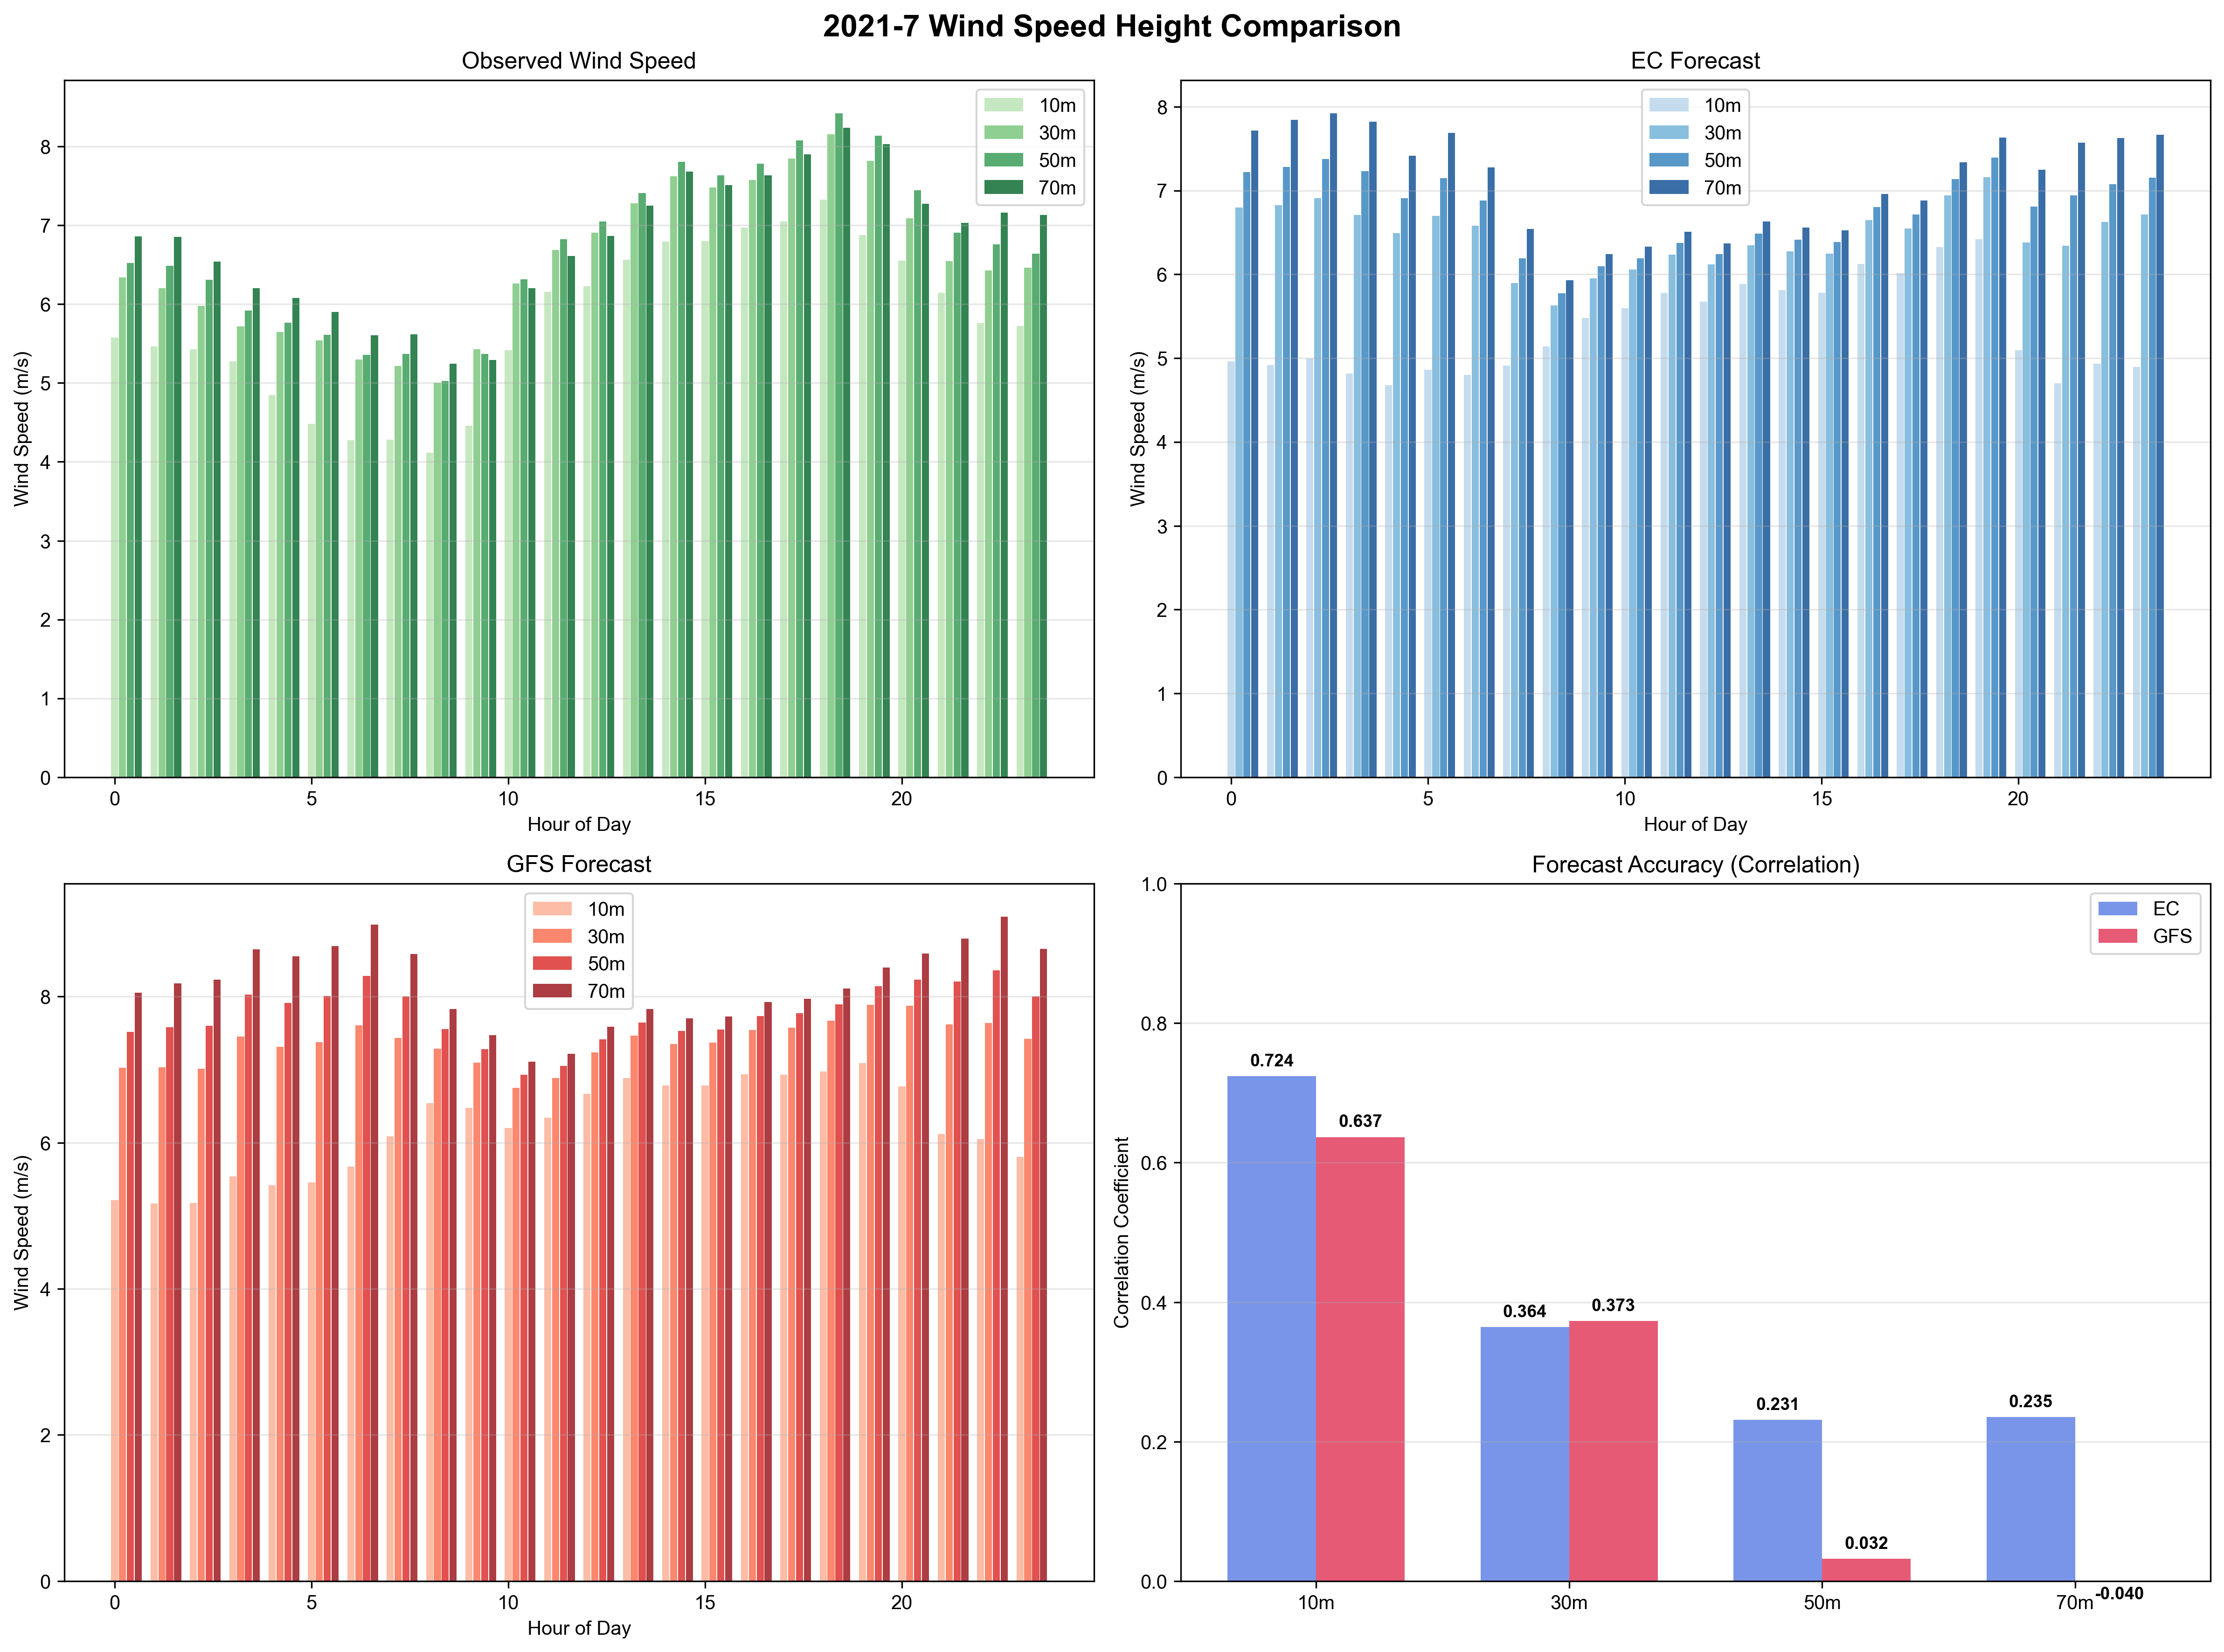 2021-7 Wind Speed Height Comparison
Observed Wind Speed
Wind Speed (m/s)
8
7
6
5
4
3
2
1
0
10m
30m
50m
70m
0 5 10 15 20
Hour of Day
EC Forecast
Wind Speed (m/s)
8
7
6
5
4
3
2
1
0
10m
30m
50m
70m
0 5 10 15 20
Hour of Day
GFS Forecast
Wind Speed (m/s)
8
6
4
2
0
10m
30m
50m
70m
0 5 10 15 20
Hour of Day
Forecast Accuracy (Correlation)
Correlation Coefficient
1.0
0.8
0.6
0.4
0.2
0.0
EC
GFS
0.724
0.637
0.364
0.373
0.231
0.032
0.235
-0.040
10m 30m 50m 70m